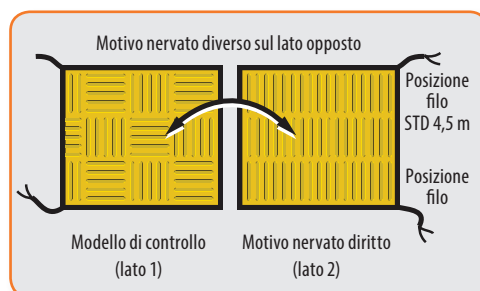 Motivo nervato diverso sul lato opposto
Posizione
filo
STD 4,5 m
Posizione
filo
Modello di controllo
(lato 1)
Motivo nervato diritto
(lato 2)